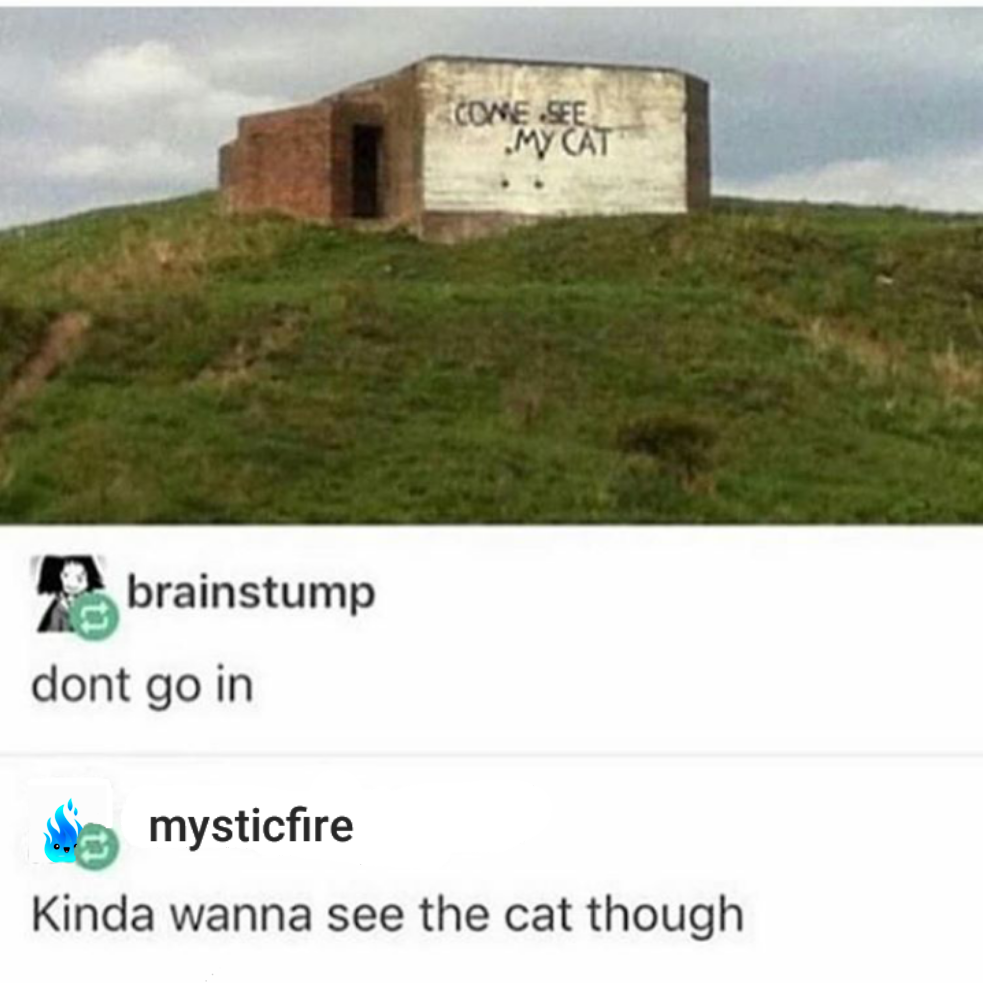 COME SEE
MY CAT
brainstump
dont go in
mysticfire
Kinda wanna see the cat though